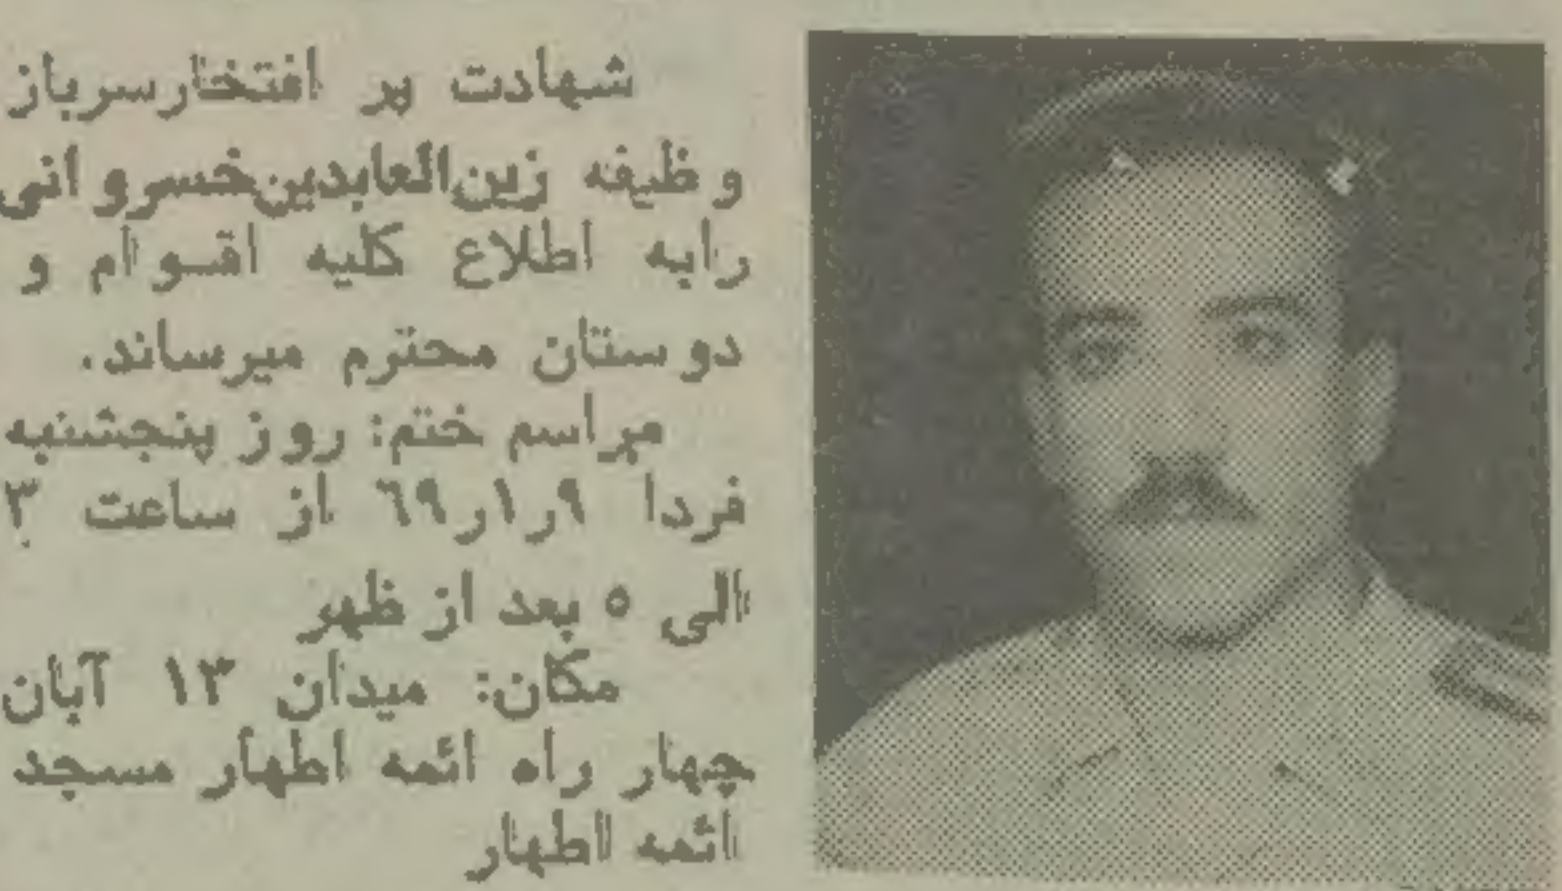 شهادت پر افتخار سرباز
وظیفه زین‌العابدین خسروانی
را به اطلاع کلیه اقوام و
دوستان محترم میرساند.
مراسم ختم: روز پنجشنبه
فردا ۹ر۱ر۶۹ از ساعت ۳
الی ۵ بعد از ظهر
مکان: میدان ۱۳ آبان
چهار راه ائمه اطهار مسجد
ائمه اطهار